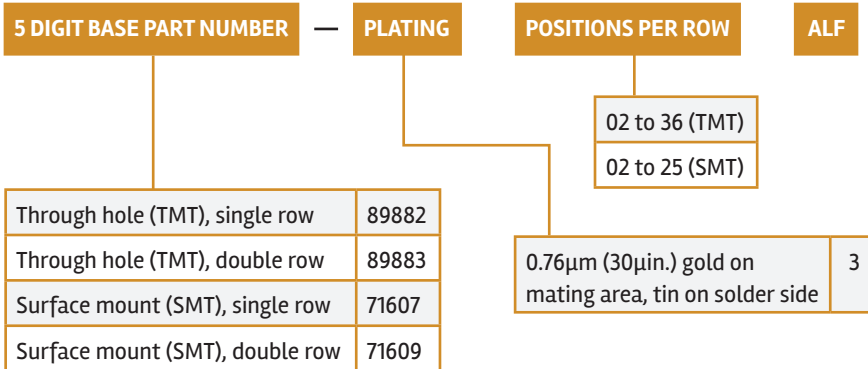 5 DIGIT BASE PART NUMBER — PLATING POSITIONS PER ROW ALF
02 to 36 (TMT)
02 to 25 (SMT)
Through hole (TMT), single row 89882
Through hole (TMT), double row 89883
Surface mount (SMT), single row 71607
Surface mount (SMT), double row 71609
0.76µm (30µin.) gold on 3
mating area, tin on solder side